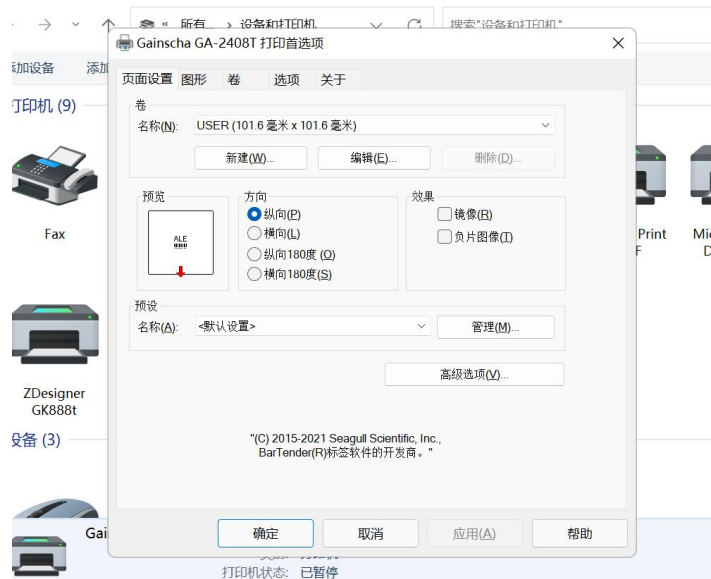 « 所有... › 设备和打印机
搜索"设备和打印机"
Gainscha GA-2408T 打印首选项
添加设备
页面设置 图形 卷 选项 关于
打印机 (9)
卷
名称(N): USER (101.6 毫米 x 101.6 毫米)
新建(W)... 编辑(E)... 删除(D)...
预览 方向 效果
纵向(P) 镜像(R)
Fax
横向(L) 负片图像(T)
Print
ALE
纵向180度 (O)
横向180度(S)
预设
名称(A): <默认设置> 管理(M)...
高级选项(V)...
ZDesigner
GK888t
设备 (3)
"(C) 2015-2021 Seagull Scientific, Inc.,
BarTender(R)标签软件的开发商。"
确定 取消 应用(A) 帮助
打印机状态: 已暂停